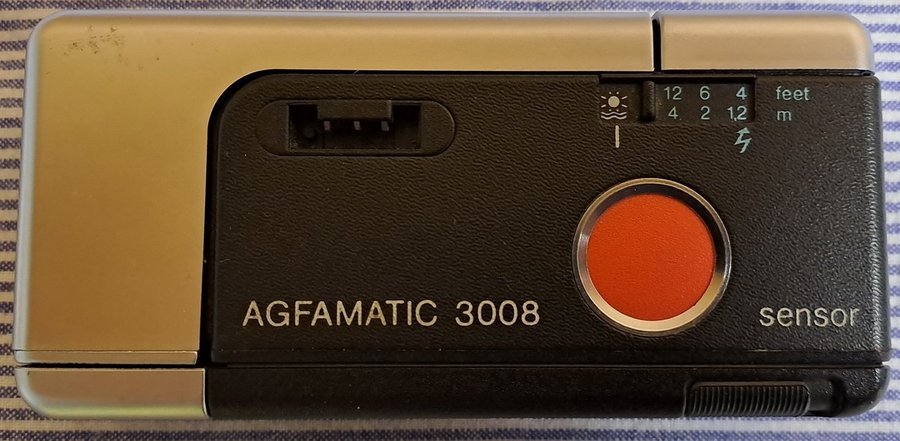 12 6 4 feet
4 2 1,2 m
AGFAMATIC 3008
sensor